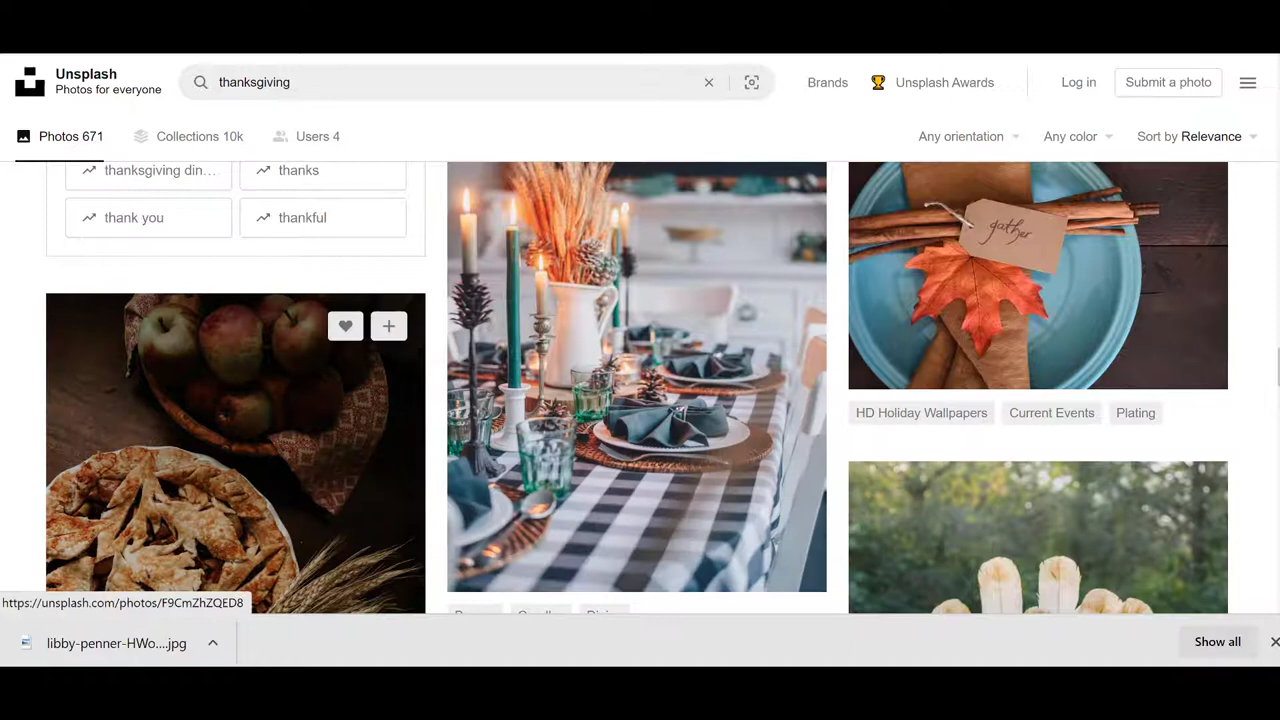 Unsplash
Photos for everyone
thanksgiving
Brands
Unsplash Awards
Log in
Submit a photo
Photos 671
Collections 10k
Users 4
Any orientation
Any color
Sort by Relevance
thanksgiving din...
thanks
thank you
thankful
gather
HD Holiday Wallpapers
Current Events
Plating
https://unsplash.com/photos/F9CmZhZQED8
libby-penner-HWo....jpg
Show all